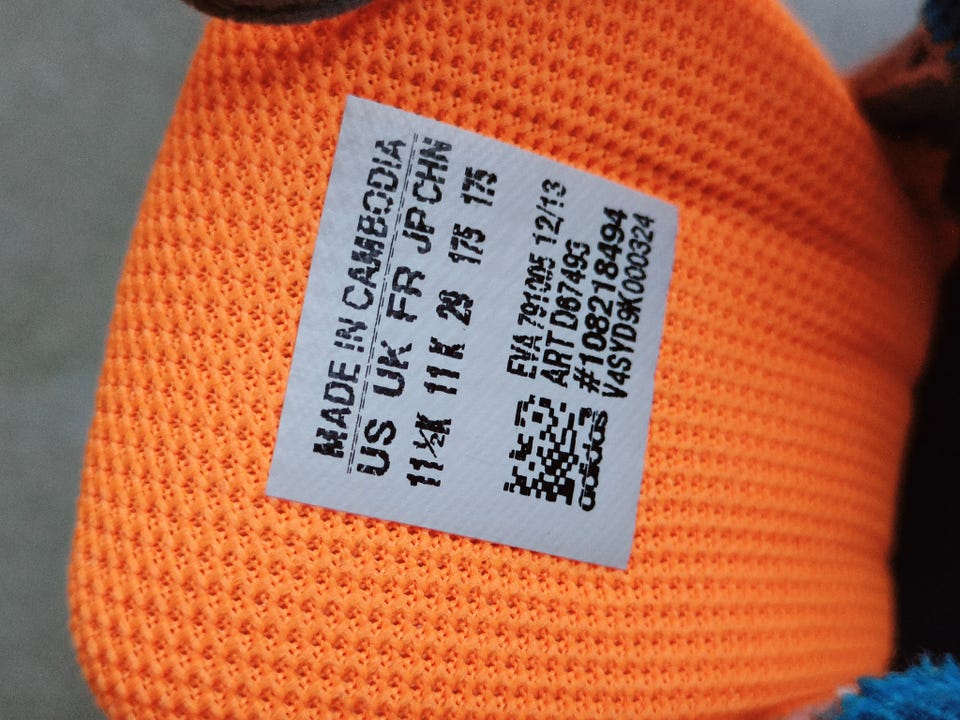 MADE IN CAMBODIA
US UK FR JP CHN
11½K 11K 29 175 175
EVA 791005 12/13
ART D67493
#108218494
V4SYD9K000324
adidas